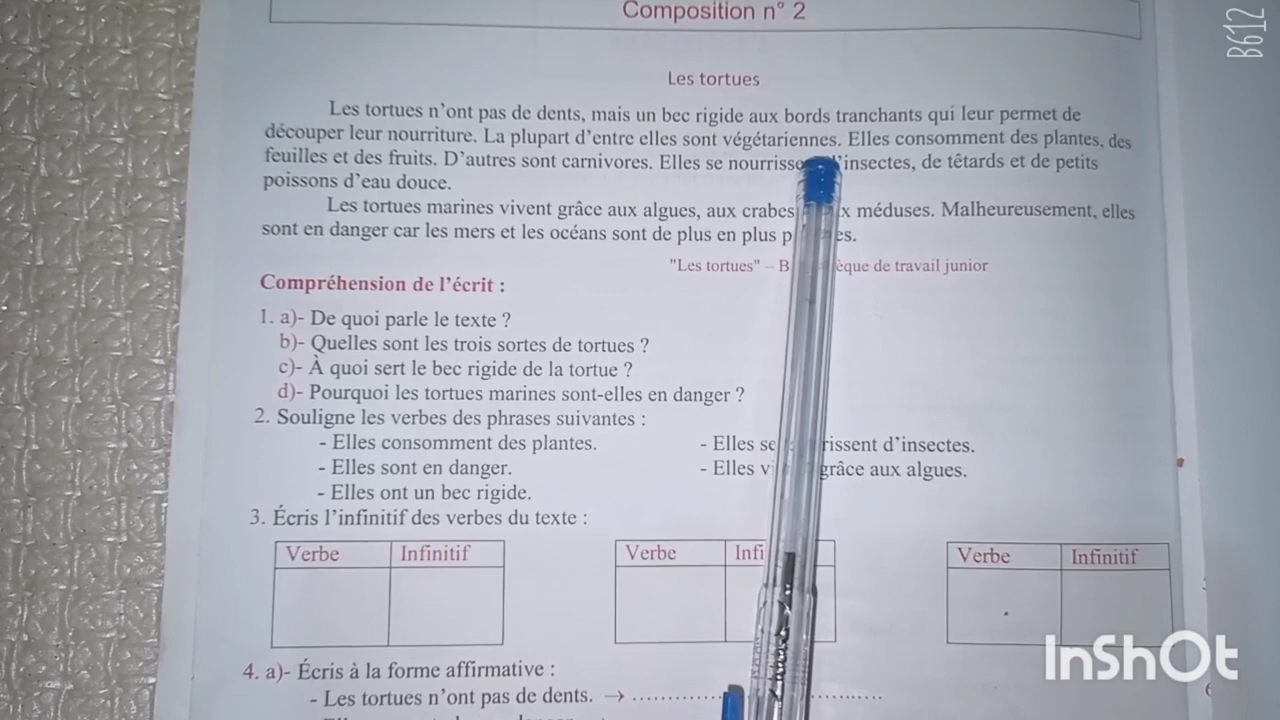 Composition n° 2
B612
Les tortues
Les tortues n'ont pas de dents, mais un bec rigide aux bords tranchants qui leur permet de
découper leur nourriture. La plupart d'entre elles sont végétariennes. Elles consomment des plantes, des
feuilles et des fruits. D'autres sont carnivores. Elles se insectes, de têtards et de petits
poissons d'eau douce.
Les tortues marines vivent grâce aux algues, aux crabes méduses. Malheureusement, elles
sont en danger car les mers et les océans sont de plus en plus
"Les tortues" – de travail junior
Compréhension de l'écrit :
1. a)- De quoi parle le texte ?
b)- Quelles sont les trois sortes de tortues ?
c)- À quoi sert le bec rigide de la tortue ?
d)- Pourquoi les tortues marines sont-elles en danger ?
2. Souligne les verbes des phrases suivantes :
- Elles consomment des plantes. - Elles se d'insectes.
- Elles sont en danger. - Elles grâce aux algues.
- Elles ont un bec rigide.
3. Écris l'infinitif des verbes du texte :
Verbe Infinitif Verbe Verbe Infinitif
4. a)- Écris à la forme affirmative :
- Les tortues n'ont pas de dents. → ..............................
InShOt